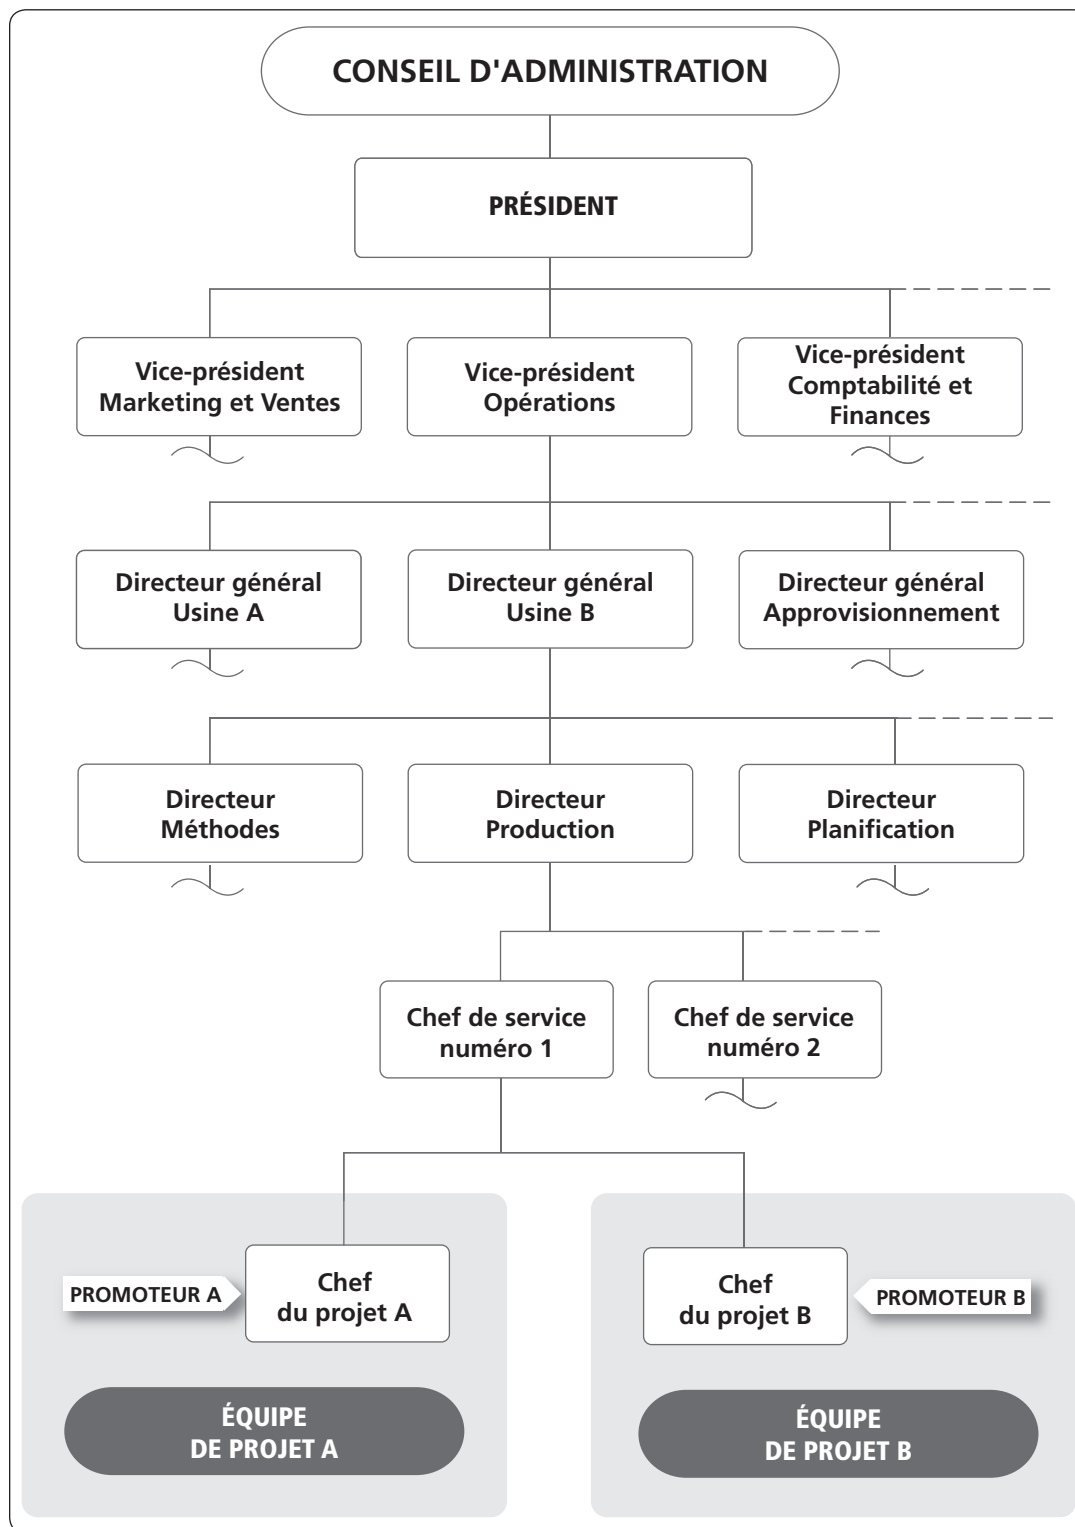 CONSEIL D'ADMINISTRATION
PRÉSIDENT
Vice-président
Marketing et Ventes
Vice-président
Opérations
Vice-président
Comptabilité et
Finances
Directeur général
Usine A
Directeur général
Usine B
Directeur général
Approvisionnement
Directeur
Méthodes
Directeur
Production
Directeur
Planification
Chef de service
numéro 1
Chef de service
numéro 2
PROMOTEUR A
Chef
du projet A
Chef
du projet B
PROMOTEUR B
ÉQUIPE
DE PROJET A
ÉQUIPE
DE PROJET B